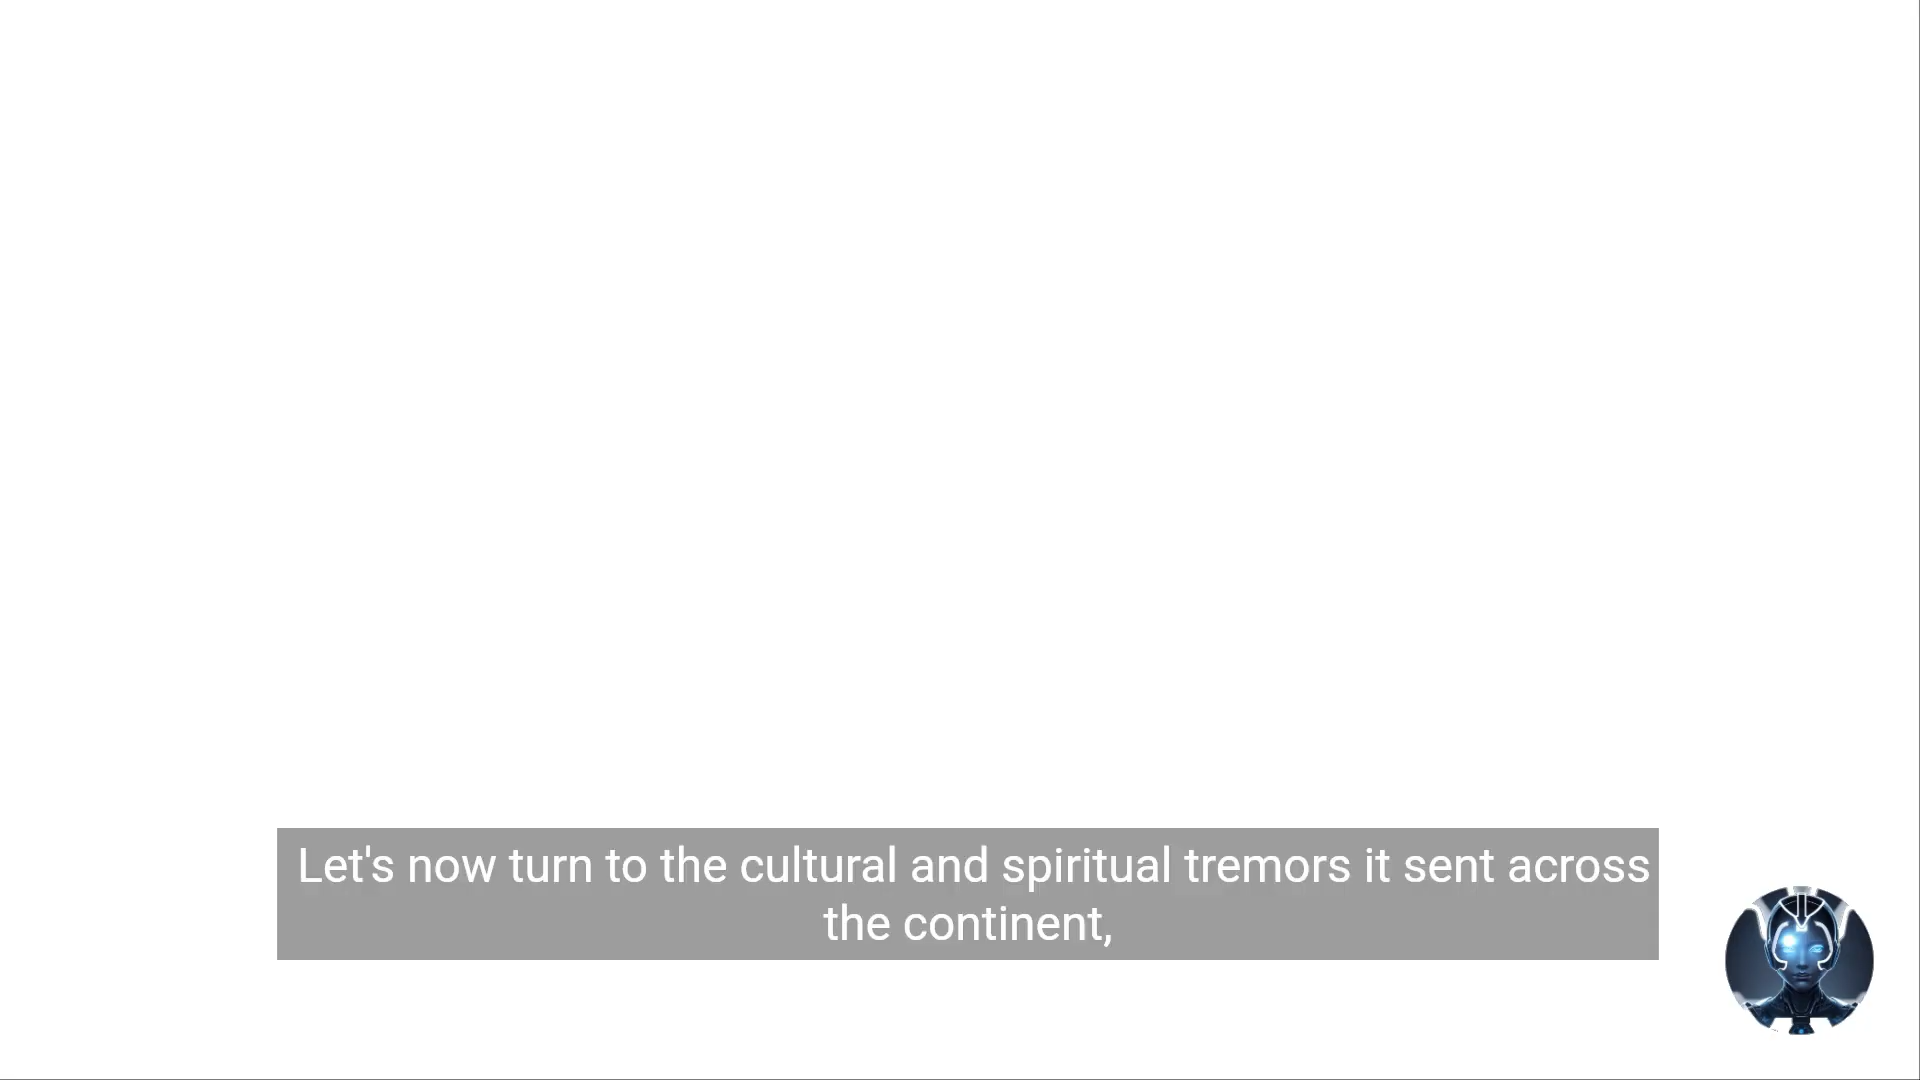 Let's now turn to the cultural and spiritual tremors it sent across
the continent,